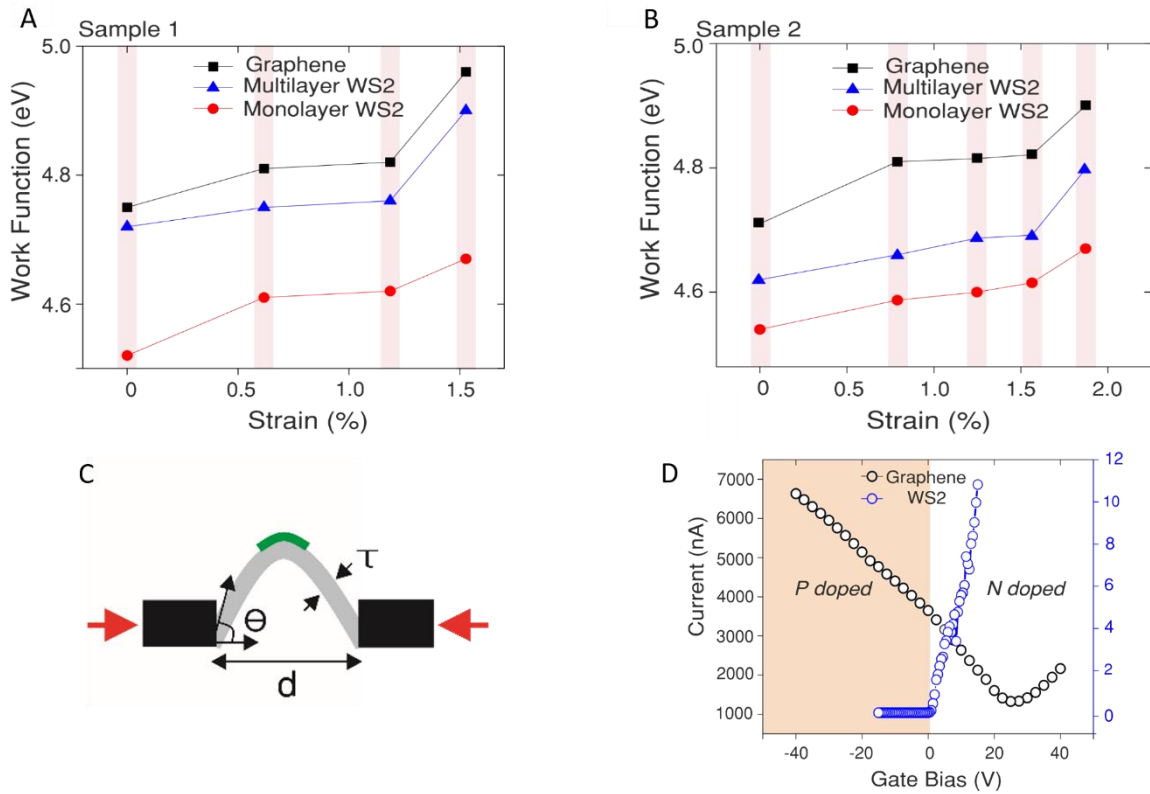 A
Sample 1
5.0
4.8
4.6
Work Function (eV)
Graphene
Multilayer WS2
Monolayer WS2
0 0.5 1.0 1.5
Strain (%)
B
Sample 2
5.0
4.8
4.6
Work Function (eV)
Graphene
Multilayer WS2
Monolayer WS2
0 0.5 1.0 1.5 2.0
Strain (%)
C
τ
Θ
d
D
7000
6000
5000
4000
3000
2000
1000
Current (nA)
Graphene
WS2
P doped
N doped
12
10
8
6
4
2
0
-40 -20 0 20 40
Gate Bias (V)